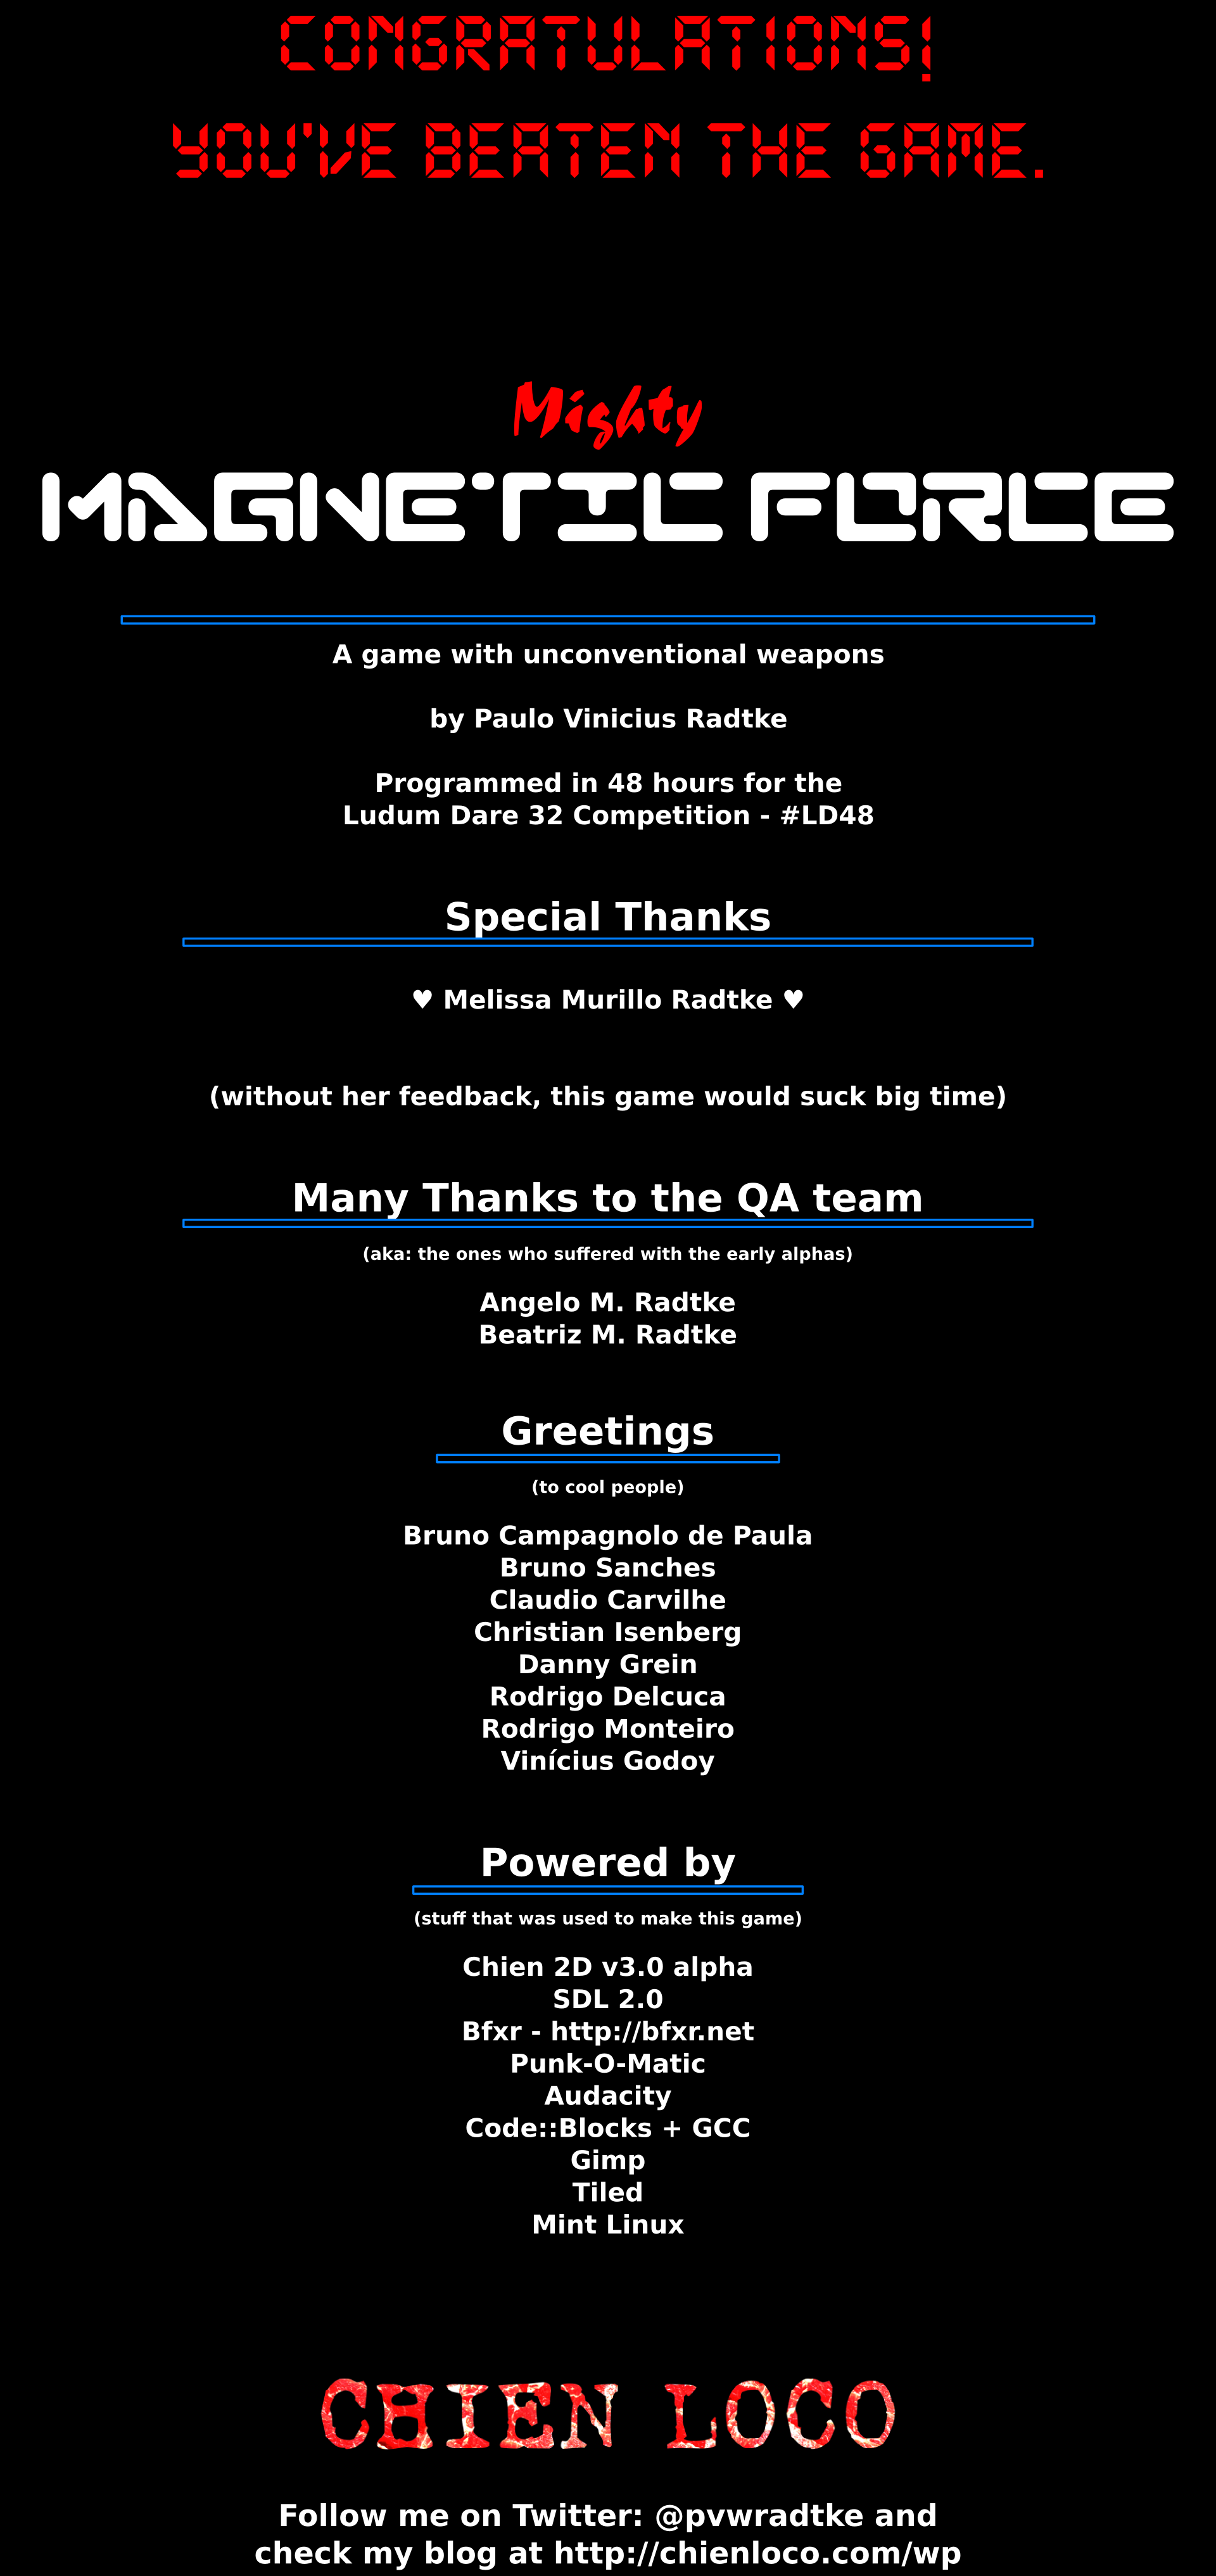 CONGRATULATIONS!
YOU'VE BEATEN THE GAME.
Mighty
MAGNETIC FORCE
A game with unconventional weapons
by Paulo Vinicius Radtke
Programmed in 48 hours for the
Ludum Dare 32 Competition - #LD48
Special Thanks
♥ Melissa Murillo Radtke ♥
(without her feedback, this game would suck big time)
Many Thanks to the QA team
(aka: the ones who suffered with the early alphas)
Angelo M. Radtke
Beatriz M. Radtke
Greetings
(to cool people)
Bruno Campagnolo de Paula
Bruno Sanches
Claudio Carvilhe
Christian Isenberg
Danny Grein
Rodrigo Delcuca
Rodrigo Monteiro
Vinícius Godoy
Powered by
(stuff that was used to make this game)
Chien 2D v3.0 alpha
SDL 2.0
Bfxr - http://bfxr.net
Punk-O-Matic
Audacity
Code::Blocks + GCC
Gimp
Tiled
Mint Linux
CHIEN LOCO
Follow me on Twitter: @pvwradtke and
check my blog at http://chienloco.com/wp